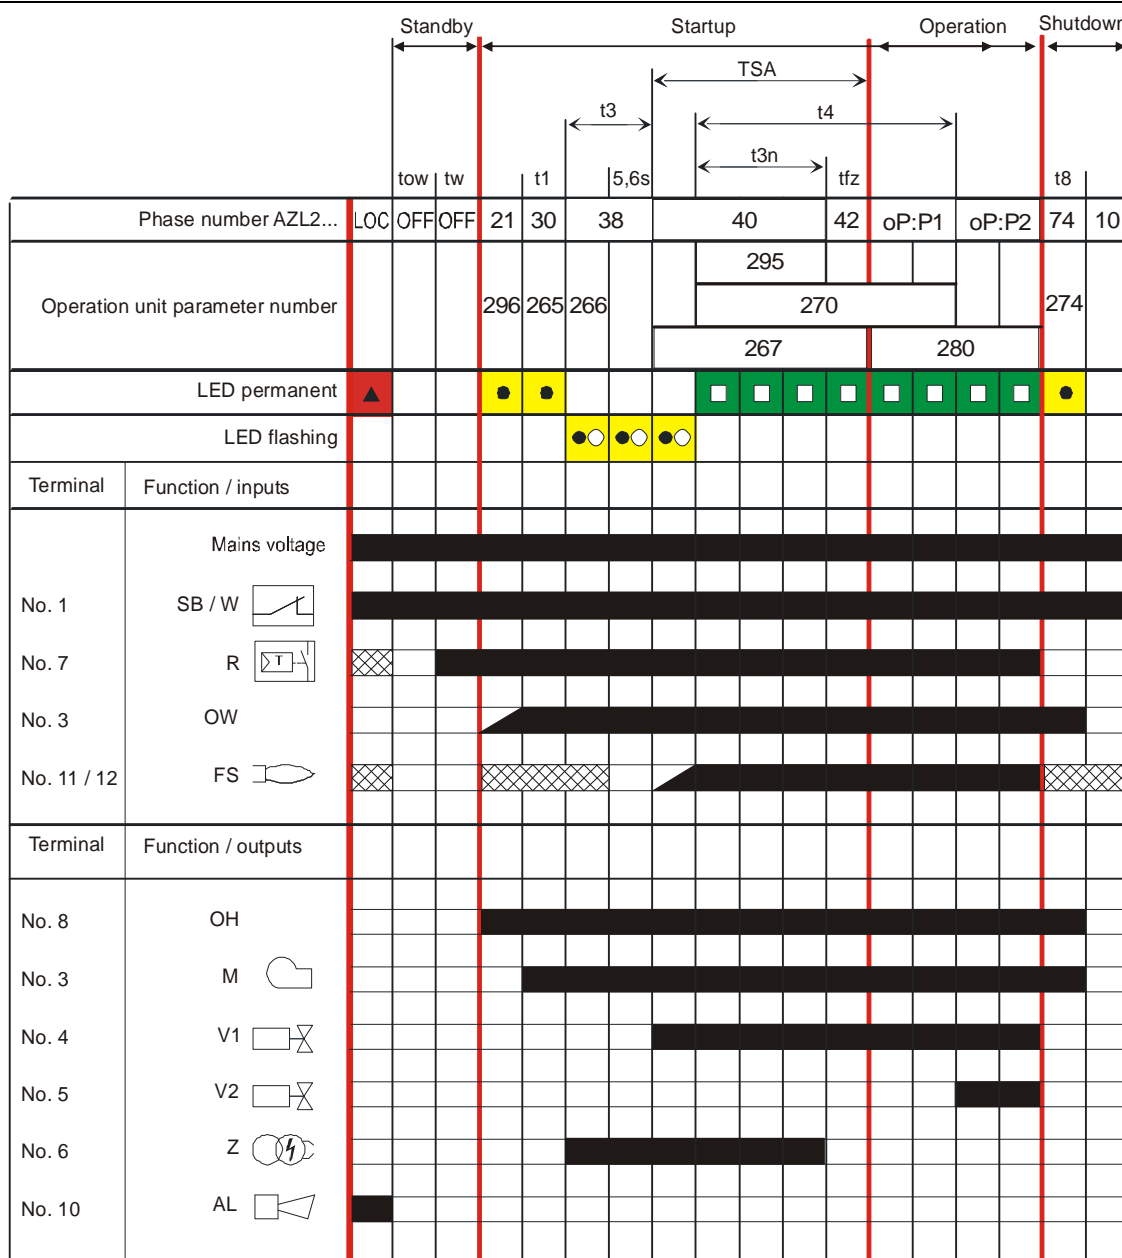 Standby Startup Operation Shutdown
TSA
t3 t4
t3n
tow tw t1 5,6s tfz t8
Phase number AZL2... LOC OFF OFF 21 30 38 40 42 oP:P1 oP:P2 74 10
295
Operation unit parameter number 296 265 266 270 274
267 280
LED permanent
LED flashing
Terminal Function / inputs
Mains voltage
No. 1 SB / W
No. 7 R T
No. 3 OW
No. 11 / 12 FS
Terminal Function / outputs
No. 8 OH
No. 3 M
No. 4 V1
No. 5 V2
No. 6 Z
No. 10 AL